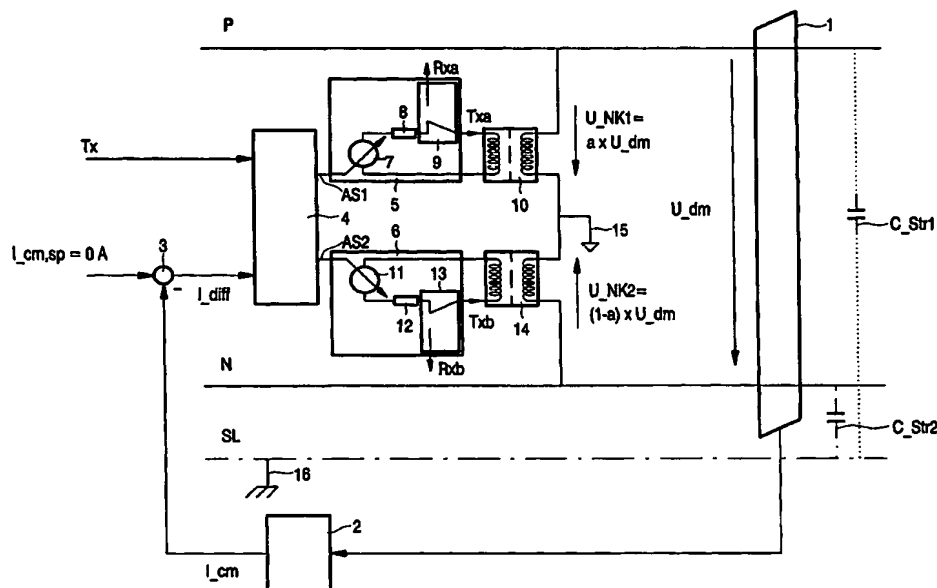 P
1
Rxa
8
Txa
U_NK1=
a x U_dm
Tx
7
9
AS1
4
5
10
U_dm
C_Str1
15
I_cm,sp = 0 A
3
AS2
6
I_diff
-
11
13
U_NK2=
(1-a) x U_dm
12
Txb
14
Rxb
N
C_Str2
SL
16
2
I_cm